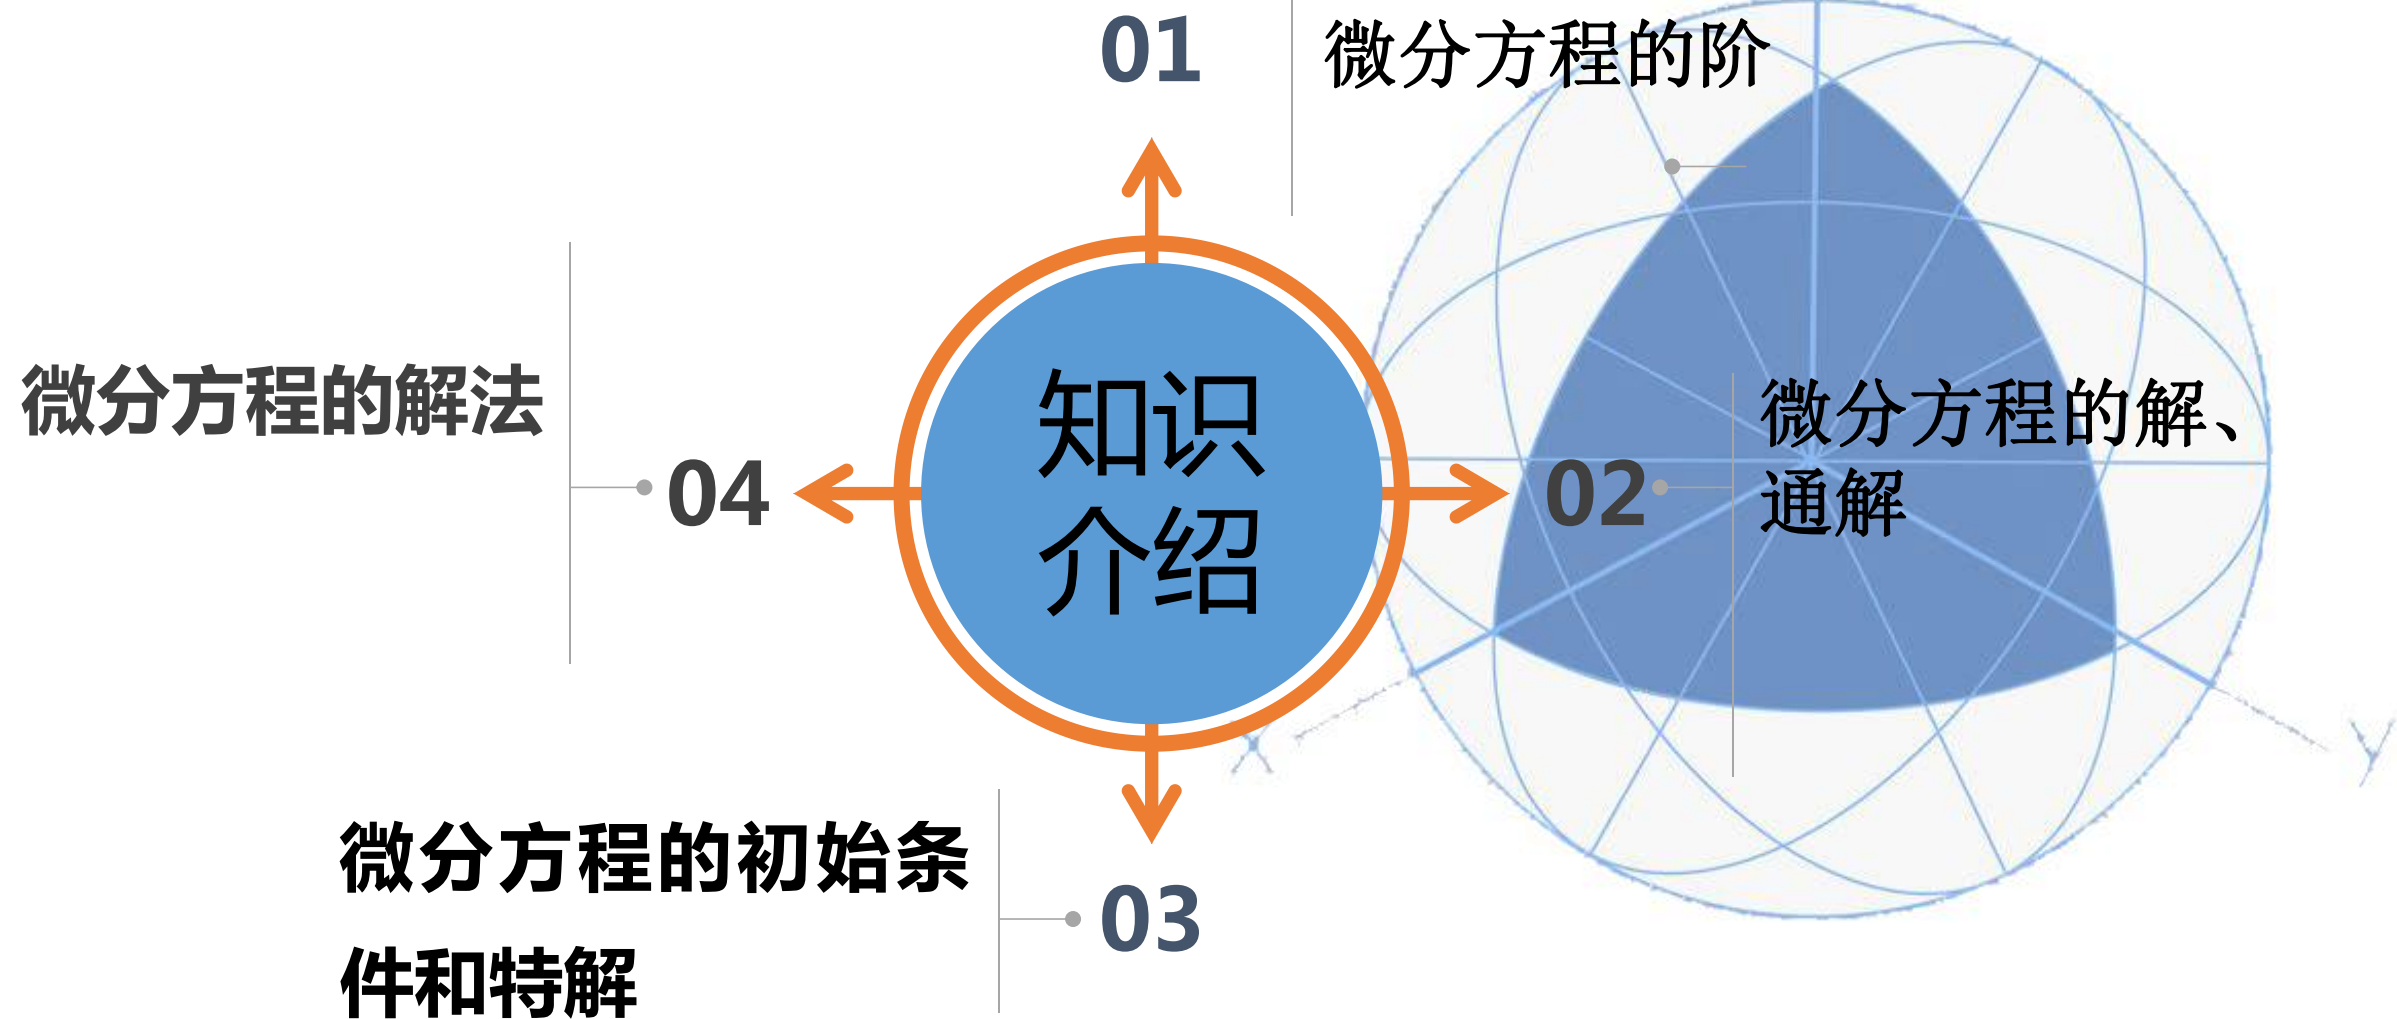 01
微分方程的阶
微分方程的解法
04
知识
介绍
02
微分方程的解、
通解
X
Y
微分方程的初始条
件和特解
03